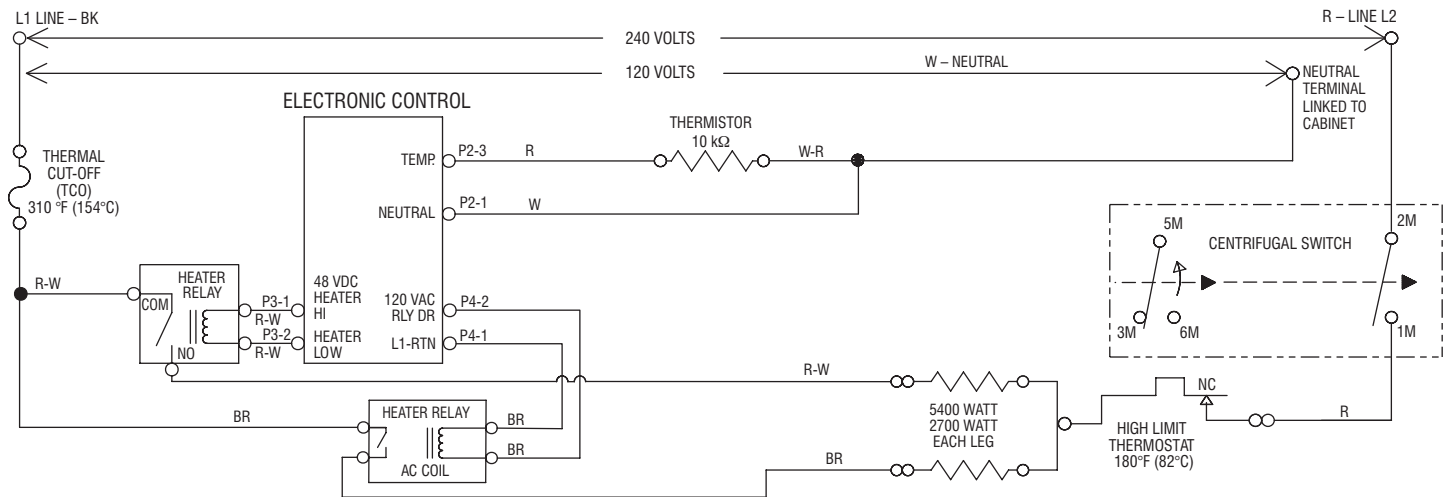 L1 LINE – BK
R – LINE L2
240 VOLTS
120 VOLTS
W – NEUTRAL
NEUTRAL
TERMINAL
LINKED TO
CABINET
ELECTRONIC CONTROL
THERMISTOR
10 kΩ
TEMP.
P2-3
R
W-R
THERMAL
CUT-OFF
(TCO)
310 °F (154°C)
NEUTRAL
P2-1
W
CENTRIFUGAL SWITCH
5M
2M
3M
6M
1M
R-W
HEATER
RELAY
COM
NO
P3-1
R-W
P3-2
R-W
48 VDC
HEATER
HI
HEATER
LOW
120 VAC
RLY DR
L1-RTN
P4-2
P4-1
R-W
5400 WATT
2700 WATT
EACH LEG
NC
HIGH LIMIT
THERMOSTAT
180°F (82°C)
R
BR
HEATER RELAY
AC COIL
BR
BR
BR